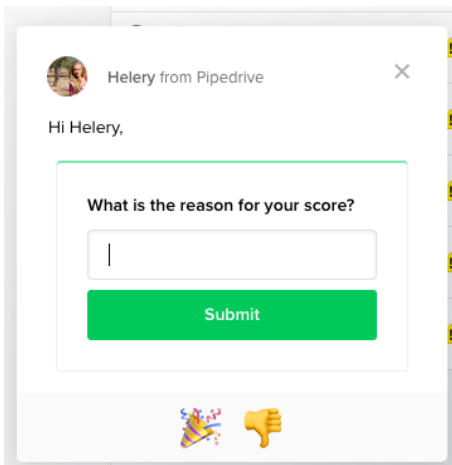 Helery from Pipedrive
Hi Helery,
What is the reason for your score?
Submit